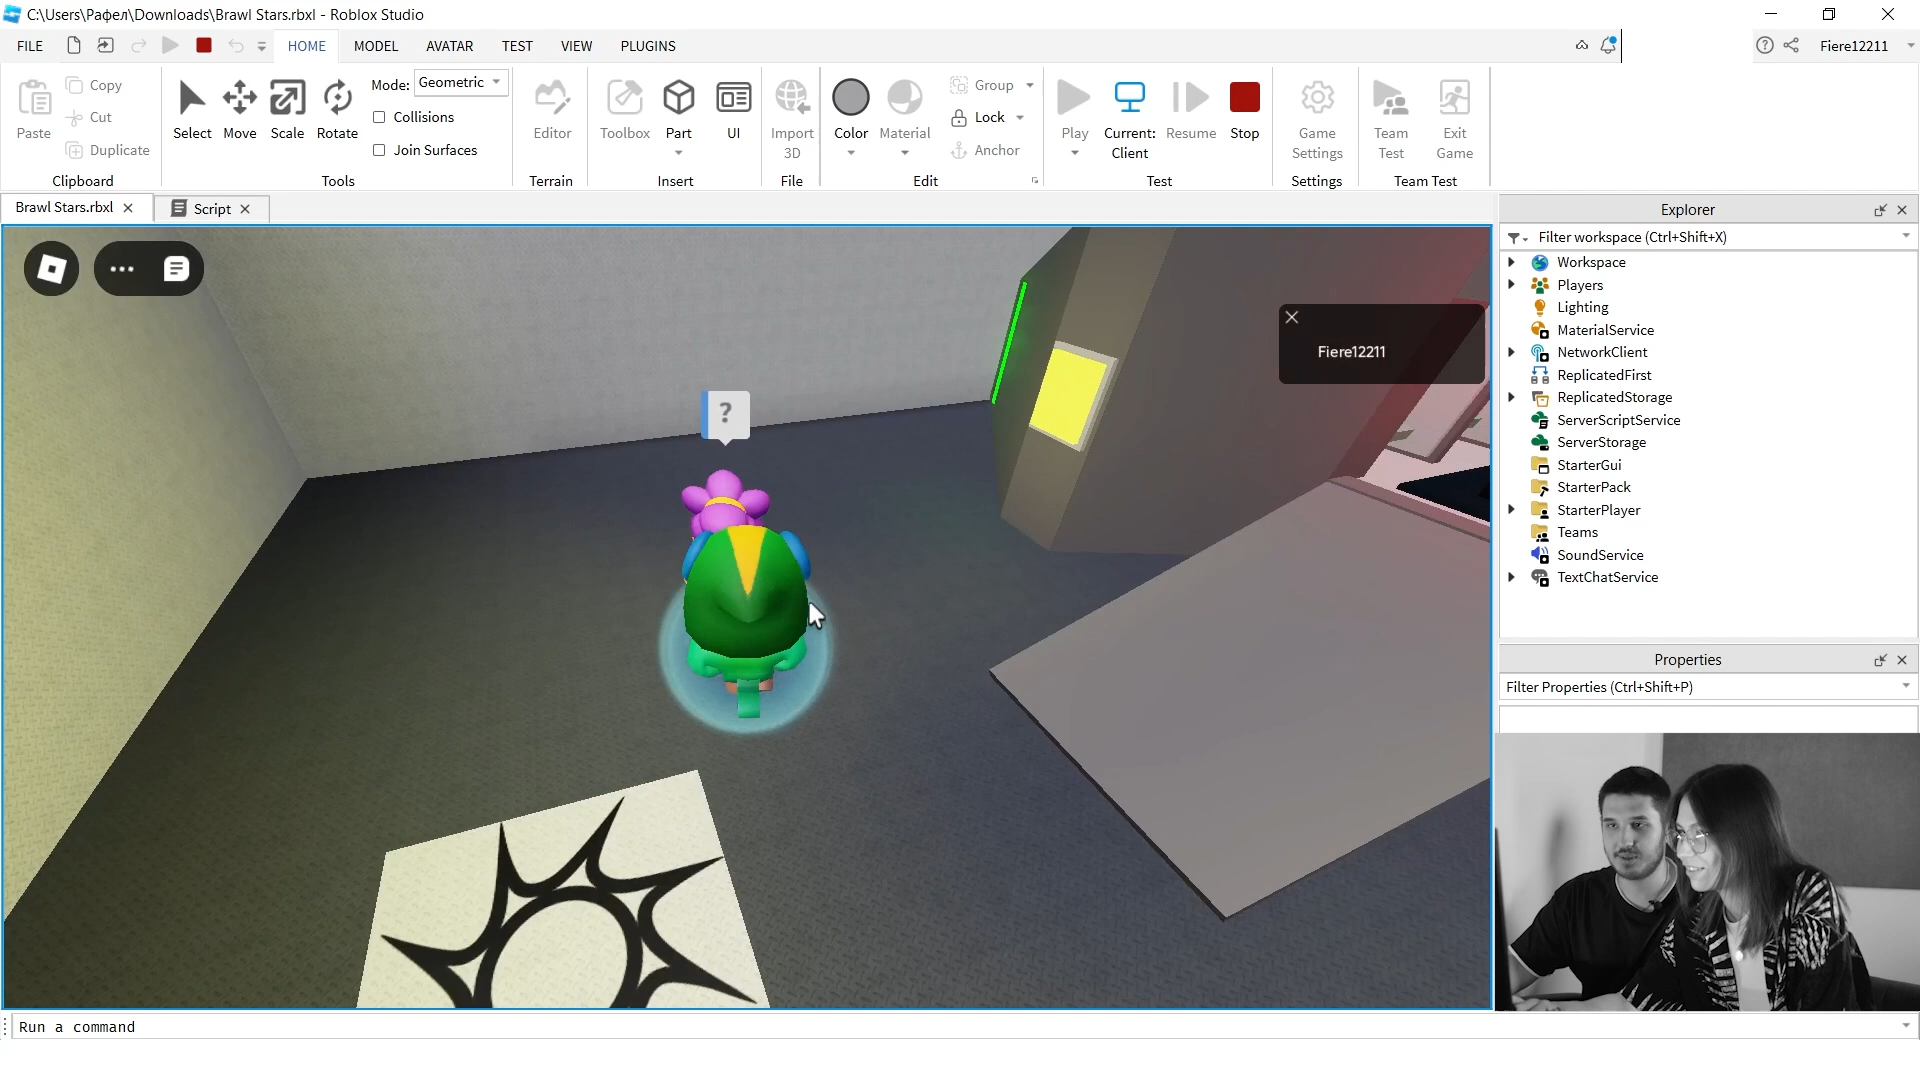 C:\Users\Рафел\Downloads\Brawl Stars.rbxl - Roblox Studio
FILE
HOME
MODEL
AVATAR
TEST
VIEW
PLUGINS
Fiere12211
Paste
Copy
Cut
Duplicate
Clipboard
Select
Move
Scale
Rotate
Mode:
Geometric
Collisions
Join Surfaces
Tools
Editor
Terrain
Toolbox
Part
UI
Insert
Import
3D
File
Color
Material
Group
Lock
Anchor
Edit
Play
Current:
Client
Resume
Stop
Test
Game
Settings
Settings
Team
Test
Exit
Game
Team Test
Brawl Stars.rbxl
Script
?
Fiere12211
Explorer
Filter workspace (Ctrl+Shift+X)
Workspace
Players
Lighting
MaterialService
NetworkClient
ReplicatedFirst
ReplicatedStorage
ServerScriptService
ServerStorage
StarterGui
StarterPack
StarterPlayer
Teams
SoundService
TextChatService
Properties
Filter Properties (Ctrl+Shift+P)
Run a command